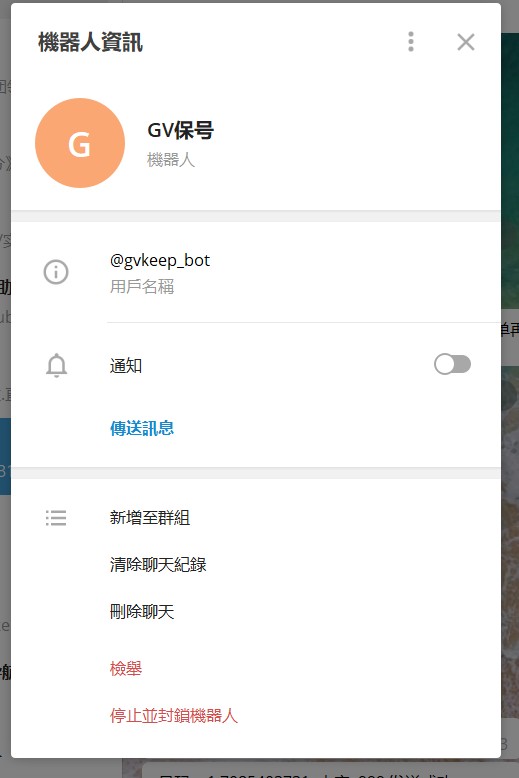 機器人資訊
G
GV保号
機器人
@gvkeep_bot
用戶名稱
通知
傳送訊息
新增至群組
清除聊天紀錄
刪除聊天
檢舉
停止並封鎖機器人